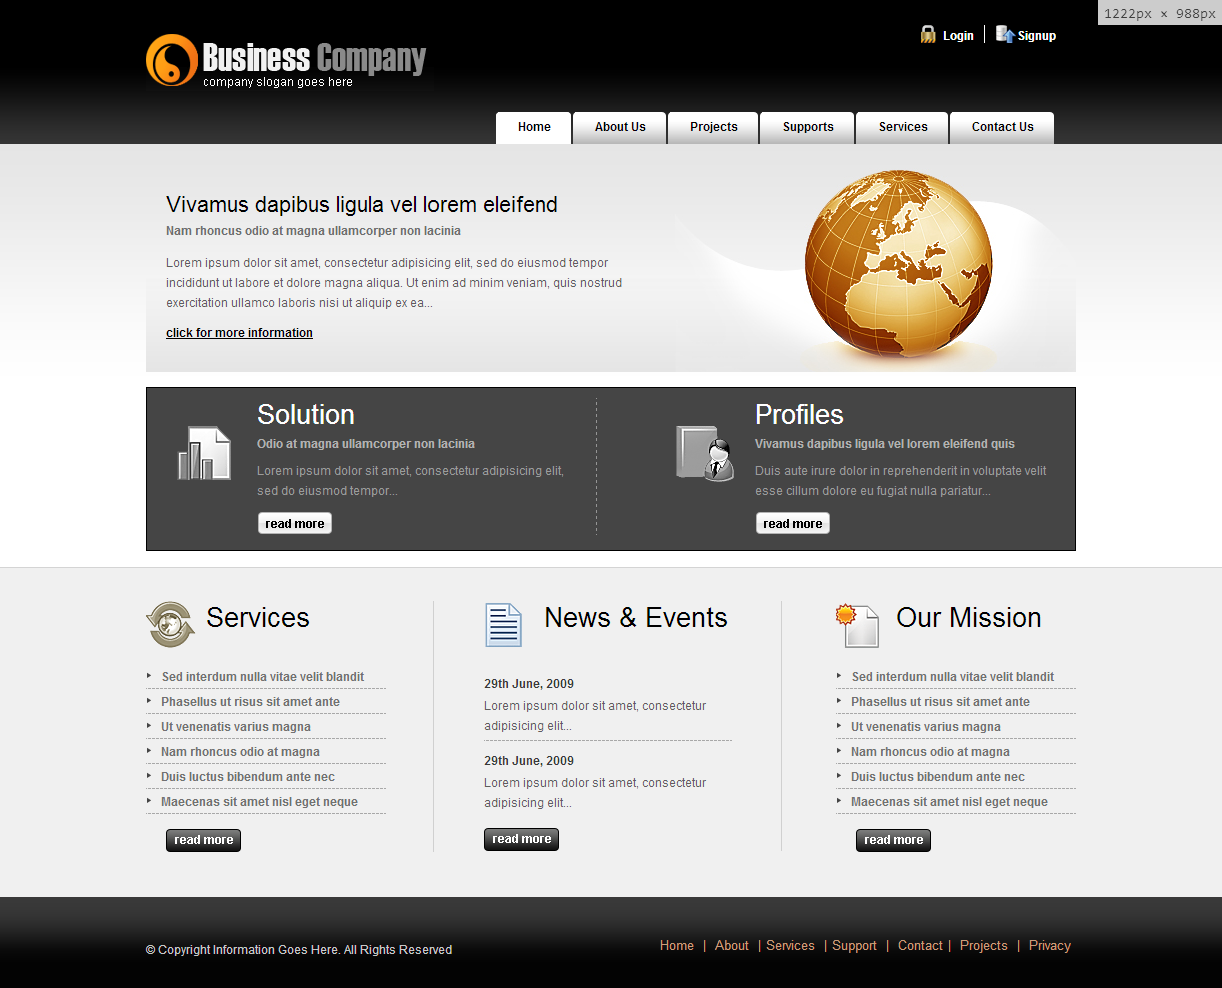 1222px × 988px
Login
Signup
Business Company
company slogan goes here
Home
About Us
Projects
Supports
Services
Contact Us
Vivamus dapibus ligula vel lorem eleifend
Nam rhoncus odio at magna ullamcorper non lacinia
Lorem ipsum dolor sit amet, consectetur adipisicing elit, sed do eiusmod tempor
incididunt ut labore et dolore magna aliqua. Ut enim ad minim veniam, quis nostrud
exercitation ullamco laboris nisi ut aliquip ex ea...
click for more information
Solution
Odio at magna ullamcorper non lacinia
Lorem ipsum dolor sit amet, consectetur adipisicing elit,
sed do eiusmod tempor...
read more
Profiles
Vivamus dapibus ligula vel lorem eleifend quis
Duis aute irure dolor in reprehenderit in voluptate velit
esse cillum dolore eu fugiat nulla pariatur...
read more
Services
Sed interdum nulla vitae velit blandit
Phasellus ut risus sit amet ante
Ut venenatis varius magna
Nam rhoncus odio at magna
Duis luctus bibendum ante nec
Maecenas sit amet nisl eget neque
read more
News & Events
29th June, 2009
Lorem ipsum dolor sit amet, consectetur
adipisicing elit...
29th June, 2009
Lorem ipsum dolor sit amet, consectetur
adipisicing elit...
read more
Our Mission
Sed interdum nulla vitae velit blandit
Phasellus ut risus sit amet ante
Ut venenatis varius magna
Nam rhoncus odio at magna
Duis luctus bibendum ante nec
Maecenas sit amet nisl eget neque
read more
© Copyright Information Goes Here. All Rights Reserved
Home | About | Services | Support | Contact | Projects | Privacy